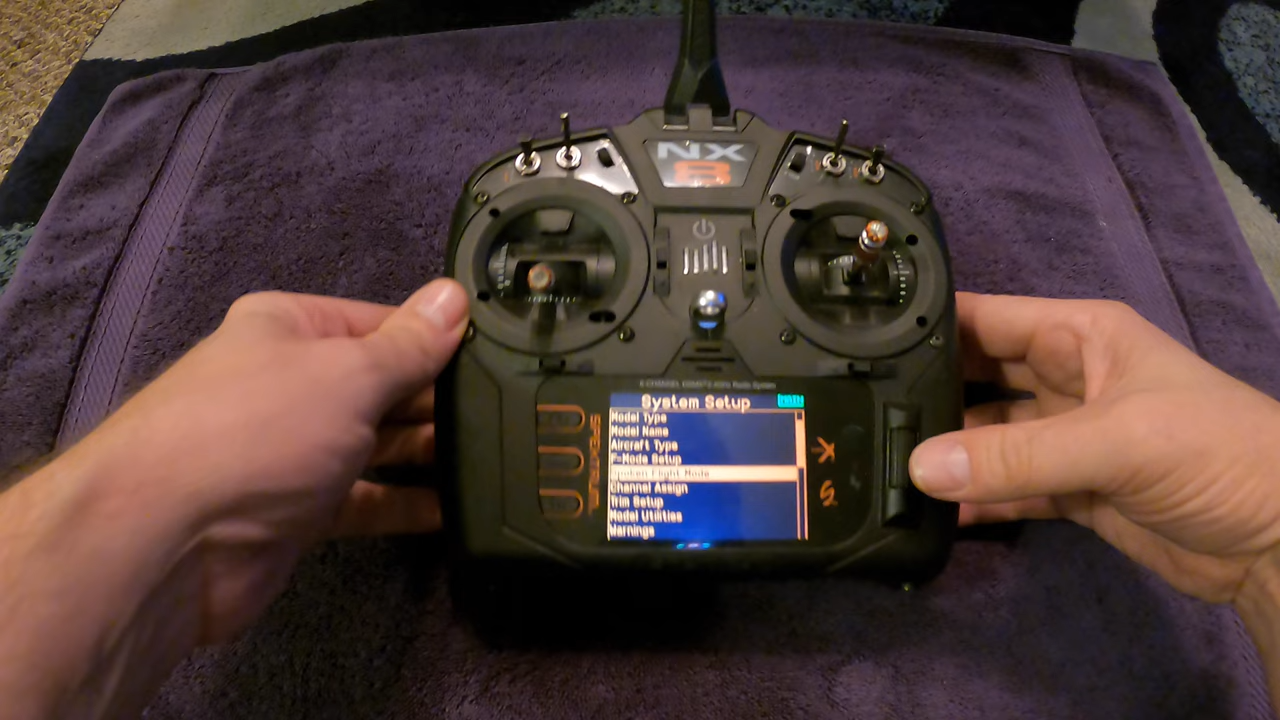 NX
8
8 CHANNEL DSMX 2.4GHz Radio System
System Setup
MAIN
Model Type
Model Name
Aircraft Type
F-Mode Setup
Spoken Flight Mode
Channel Assign
Trim Setup
Model Utilities
Warnings
SPEKTRUM